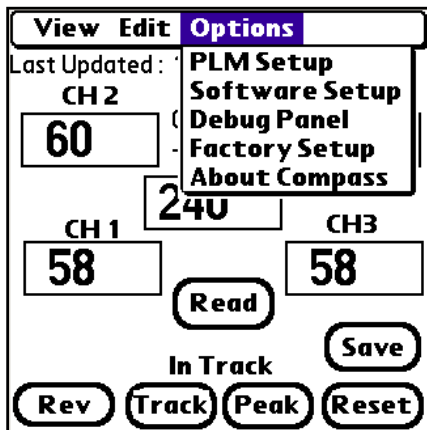 View Edit Options
Last Updated :
PLM Setup
Software Setup
Debug Panel
Factory Setup
About Compass
CH 2
60
240
CH 1
58
CH3
58
Read
Save
In Track
Rev Track Peak Reset